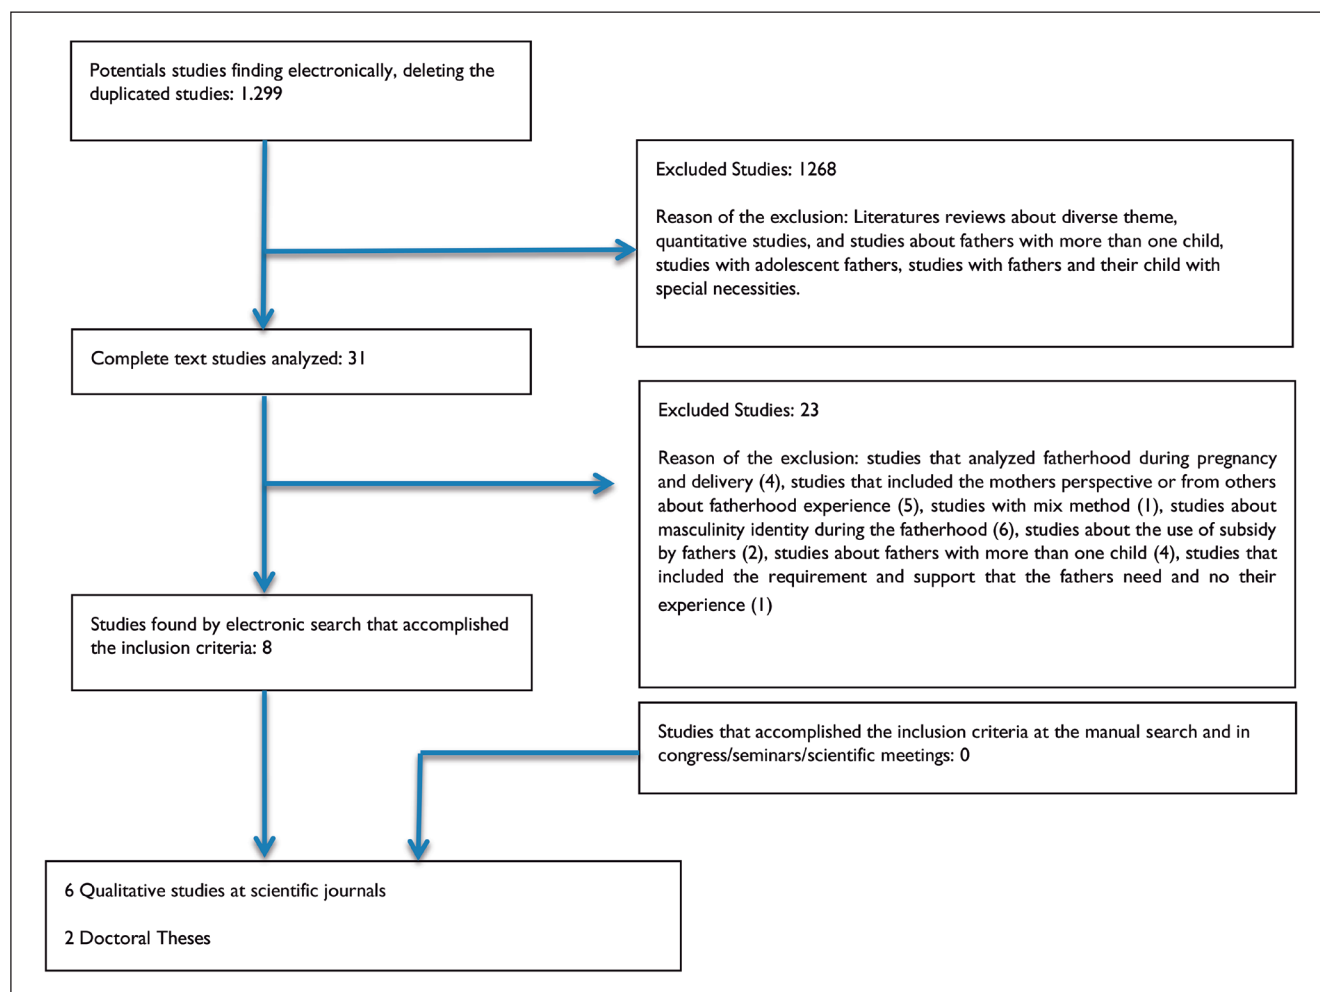 Potentials studies finding electronically, deleting the
duplicated studies: 1.299
Excluded Studies: 1268
Reason of the exclusion: Literatures reviews about diverse theme,
quantitative studies, and studies about fathers with more than one child,
studies with adolescent fathers, studies with fathers and their child with
special necessities.
Complete text studies analyzed: 31
Excluded Studies: 23
Reason of the exclusion: studies that analyzed fatherhood during pregnancy
and delivery (4), studies that included the mothers perspective or from others
about fatherhood experience (5), studies with mix method (1), studies about
masculinity identity during the fatherhood (6), studies about the use of subsidy
by fathers (2), studies about fathers with more than one child (4), studies that
included the requirement and support that the fathers need and no their
experience (1)
Studies found by electronic search that accomplished
the inclusion criteria: 8
Studies that accomplished the inclusion criteria at the manual search and in
congress/seminars/scientific meetings: 0
6 Qualitative studies at scientific journals
2 Doctoral Theses